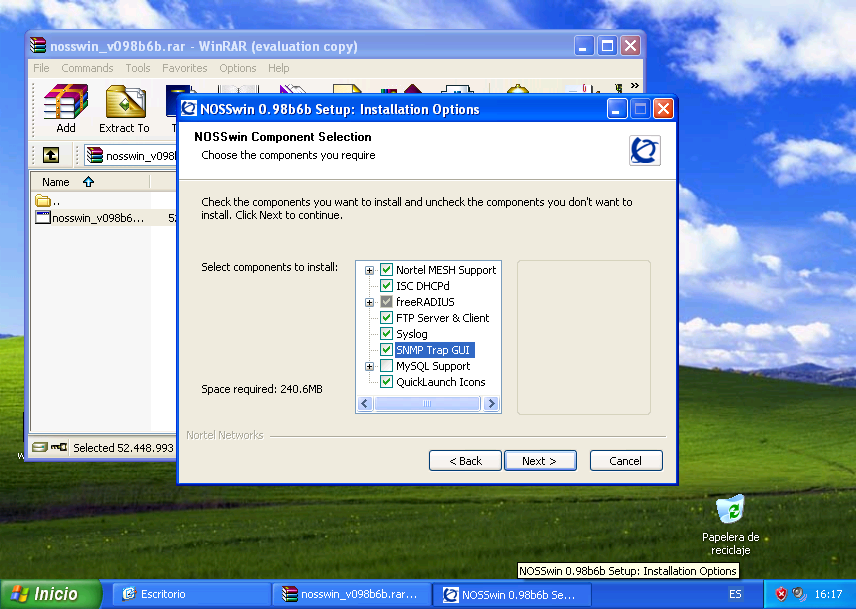 nosswin_v098b6b.rar - WinRAR (evaluation copy)
File Commands Tools Favorites Options Help
Add Extract To
nosswin_v098
Name
..
nosswin_v098b6... 52
Selected 52.448.993
NOSSwin 0.98b6b Setup: Installation Options
NOSSwin Component Selection
Choose the components you require
Check the components you want to install and uncheck the components you don't want to
install. Click Next to continue.
Select components to install:
Nortel MESH Support
ISC DHCPd
freeRADIUS
FTP Server & Client
Syslog
SNMP Trap GUI
MySQL Support
QuickLaunch Icons
Space required: 240.6MB
Nortel Networks
< Back Next > Cancel
Papelera de
reciclaje
NOSSwin 0.98b6b Setup: Installation Options
Inicio Escritorio nosswin_v098b6b.rar... NOSSwin 0.98b6b Se... ES 16:17